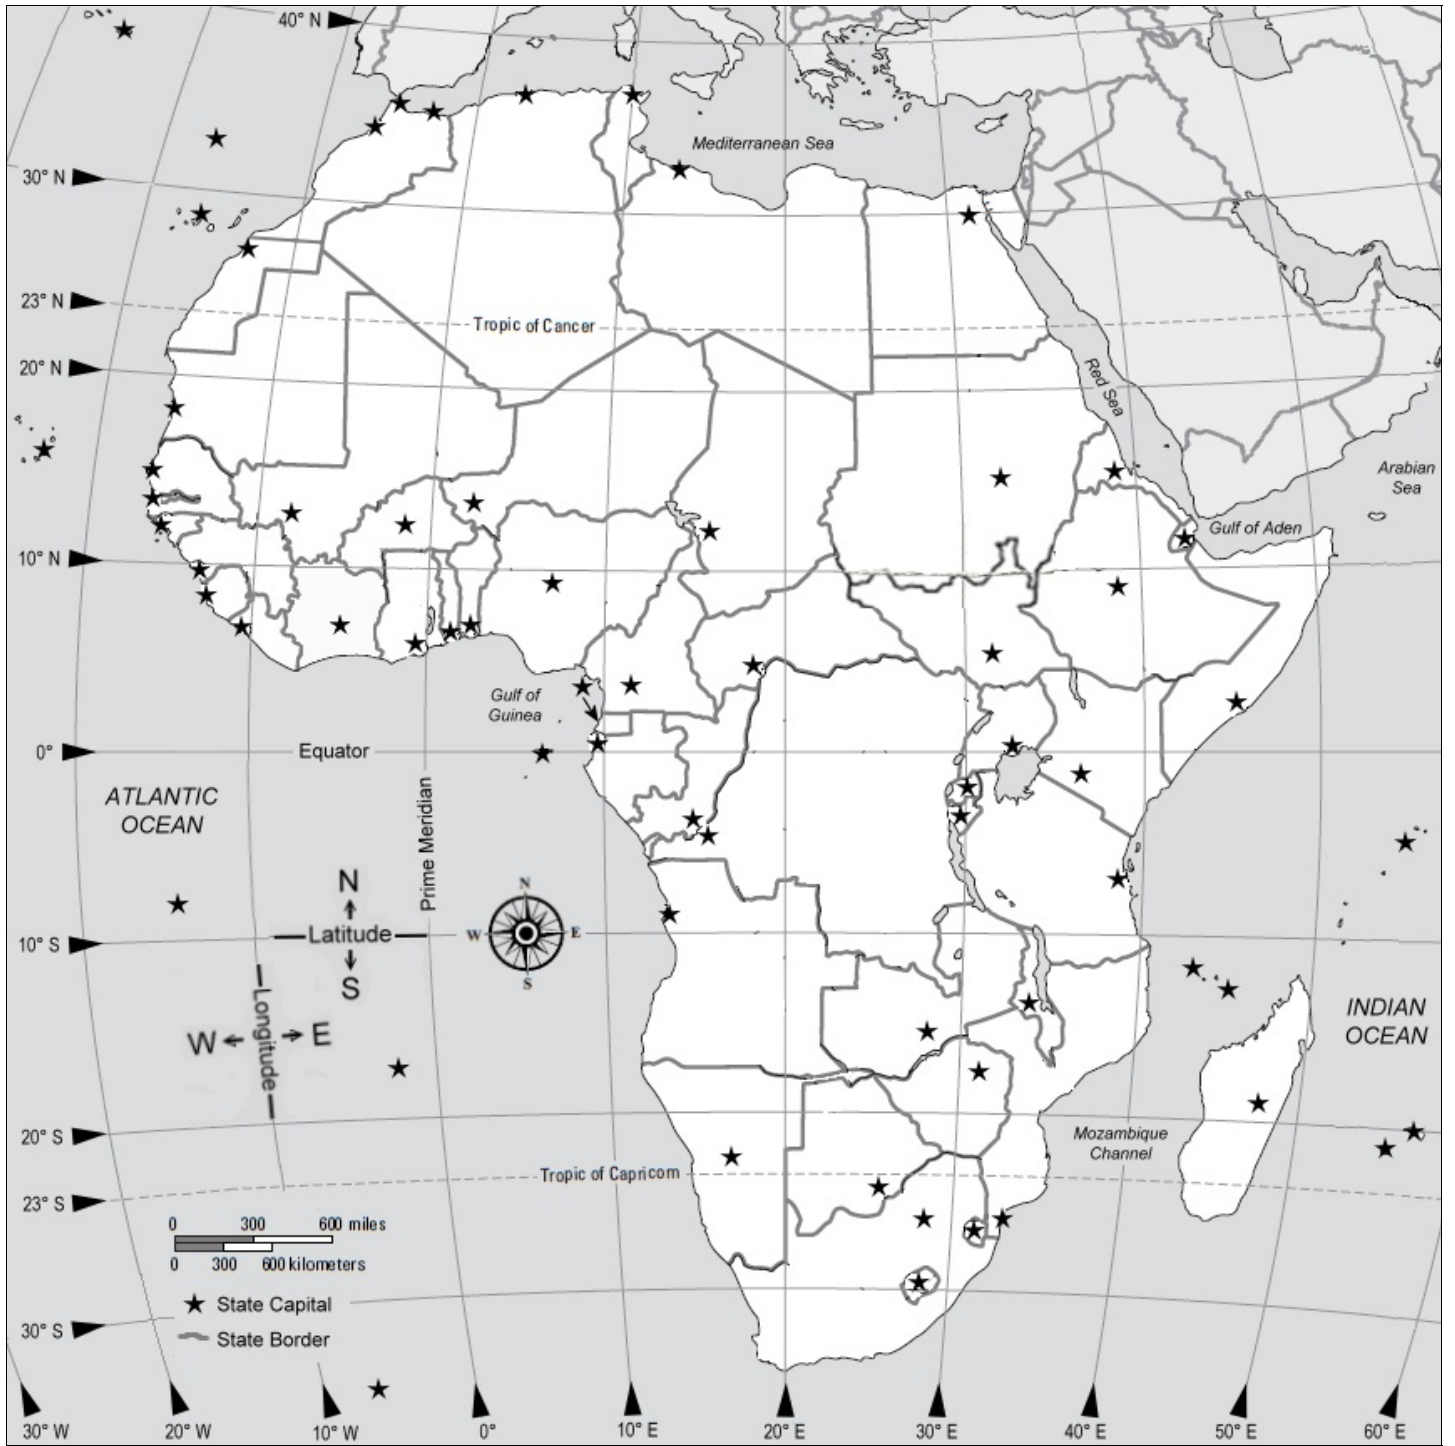 40° N
Mediterranean Sea
30° N
23° N
Tropic of Cancer
20° N
Red Sea
Arabian
Sea
Gulf of Aden
10° N
Gulf of
Guinea
0°
Equator
ATLANTIC
OCEAN
Prime Meridian
N
Latitude
S
N
W
E
S
10° S
Longitude
W
E
INDIAN
OCEAN
20° S
Mozambique
Channel
Tropic of Capricorn
23° S
0 300 600 miles
0 300 600 kilometers
State Capital
State Border
30° S
30° W 20° W 10° W 0° 10° E 20° E 30° E 40° E 50° E 60° E